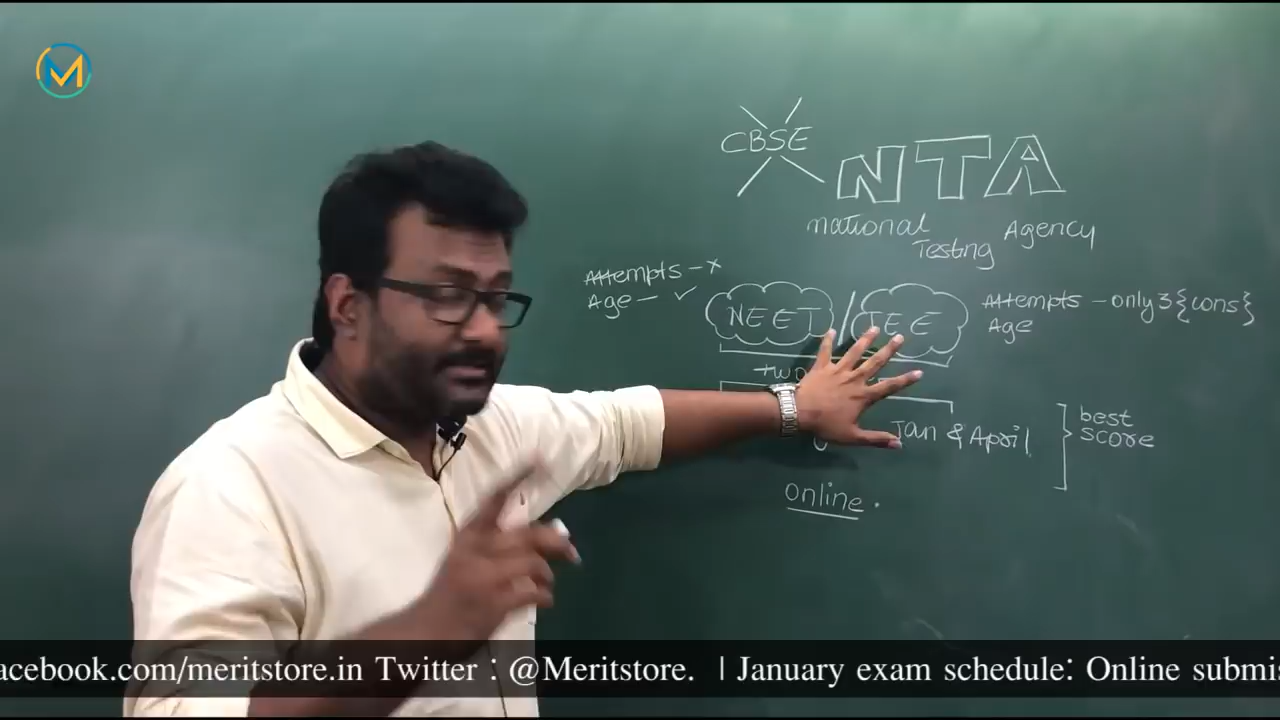 CBSE
NTA
National Testing Agency
Attempts - x
Age - ✓
NEET / JEE
Attempts - only 3 {cons}
Age
Jan & April
best
score
Online.
acebook.com/meritstore.in Twitter : @Meritstore. | January exam schedule: Online submis